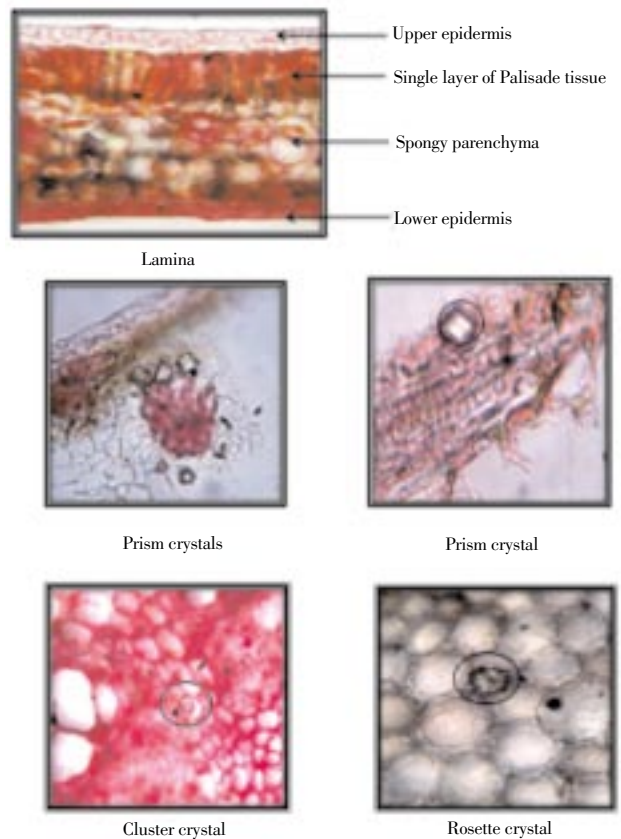 Upper epidermis
Single layer of Palisade tissue
Spongy parenchyma
Lower epidermis
Lamina
Prism crystals
Prism crystal
Cluster crystal
Rosette crystal